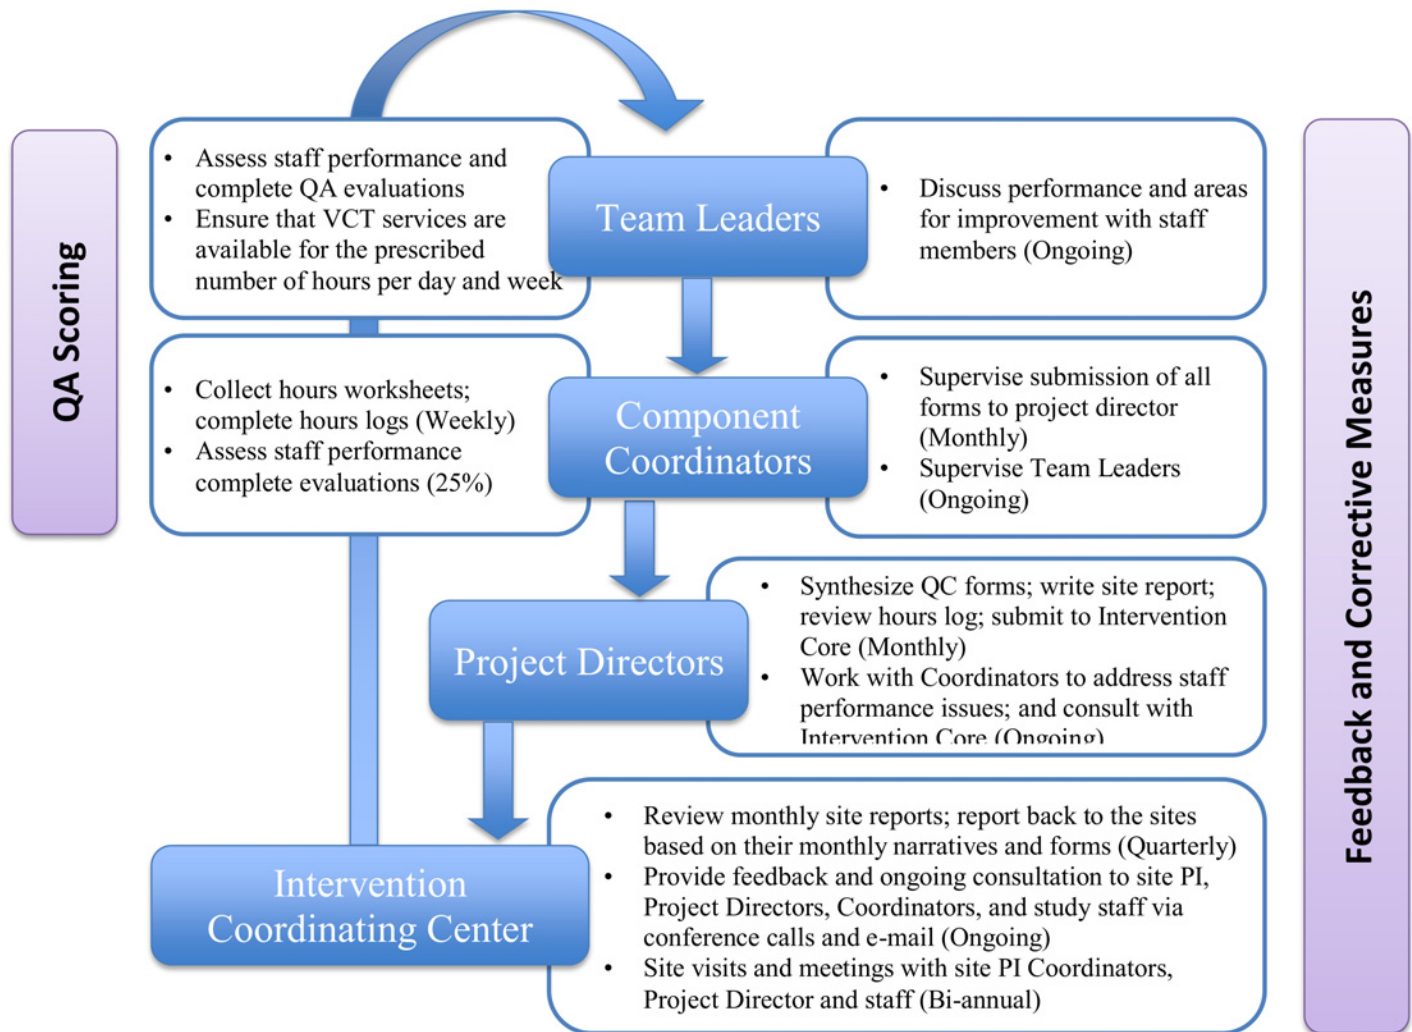 QA Scoring
• Assess staff performance and
complete QA evaluations
• Ensure that VCT services are
available for the prescribed
number of hours per day and week
Team Leaders
• Discuss performance and areas
for improvement with staff
members (Ongoing)
• Collect hours worksheets;
complete hours logs (Weekly)
• Assess staff performance
complete evaluations (25%)
Component
Coordinators
• Supervise submission of all
forms to project director
(Monthly)
• Supervise Team Leaders
(Ongoing)
Project Directors
• Synthesize QC forms; write site report;
review hours log; submit to Intervention
Core (Monthly)
• Work with Coordinators to address staff
performance issues; and consult with
Intervention Core (Ongoing)
Intervention
Coordinating Center
• Review monthly site reports; report back to the sites
based on their monthly narratives and forms (Quarterly)
• Provide feedback and ongoing consultation to site PI,
Project Directors, Coordinators, and study staff via
conference calls and e-mail (Ongoing)
• Site visits and meetings with site PI Coordinators,
Project Director and staff (Bi-annual)
Feedback and Corrective Measures